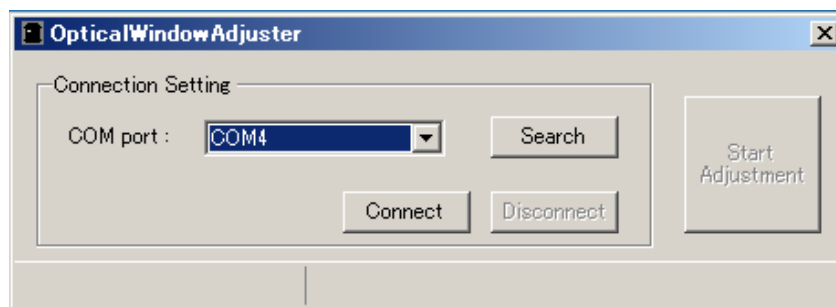 OpticalWindowAdjuster
Connection Setting
COM port :
COM4
Search
Connect
Disconnect
Start
Adjustment